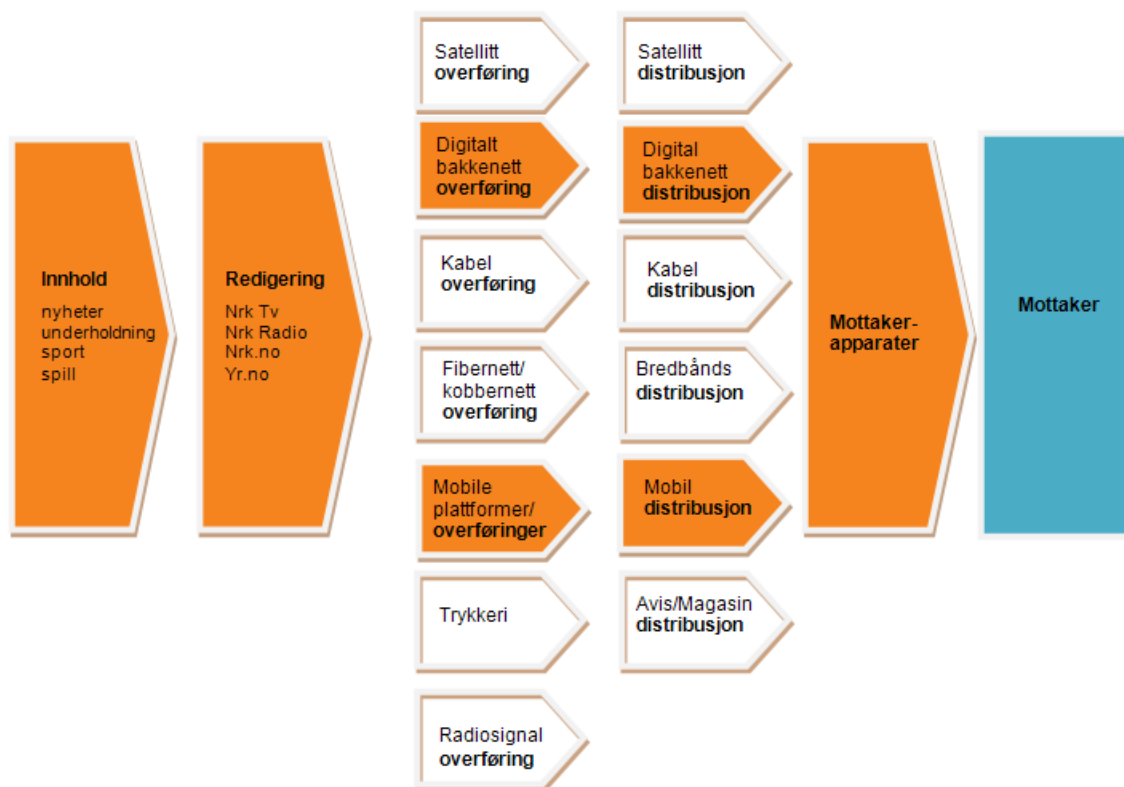 Innhold
nyheter
underholdning
sport
spill
Redigering
Nrk Tv
Nrk Radio
Nrk.no
Yr.no
Satellitt
overføring
Digitalt
bakkenett
overføring
Kabel
overføring
Fibernett/
kobbernett
overføring
Mobile
plattformer/
overføringer
Trykkeri
Radiosignal
overføring
Satellitt
distribusjon
Digital
bakkenett
distribusjon
Kabel
distribusjon
Bredbånds
distribusjon
Mobil
distribusjon
Avis/Magasin
distribusjon
Mottaker-
apparater
Mottaker